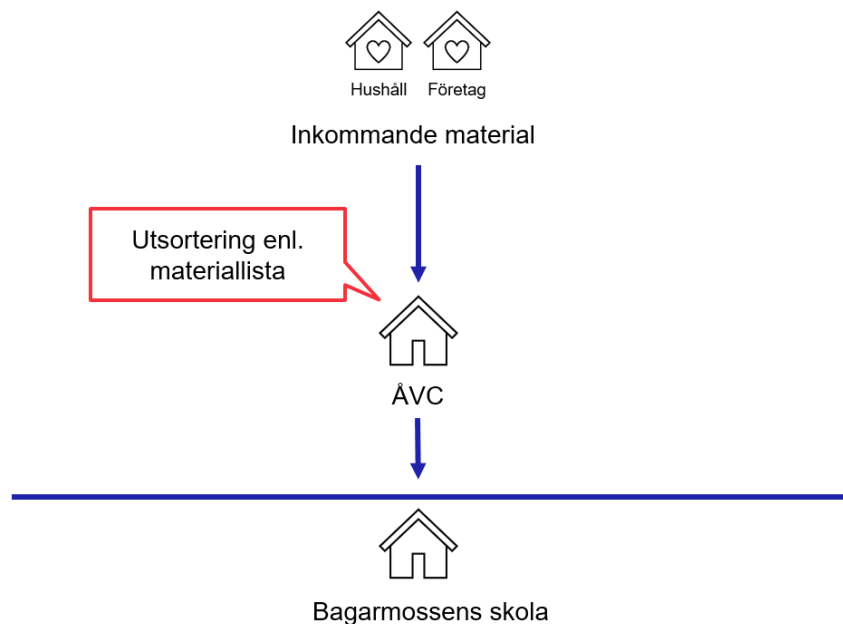 Hushåll Företag
Inkommande material
Utsortering enl.
materiallista
ÅVC
Bagarmossens skola